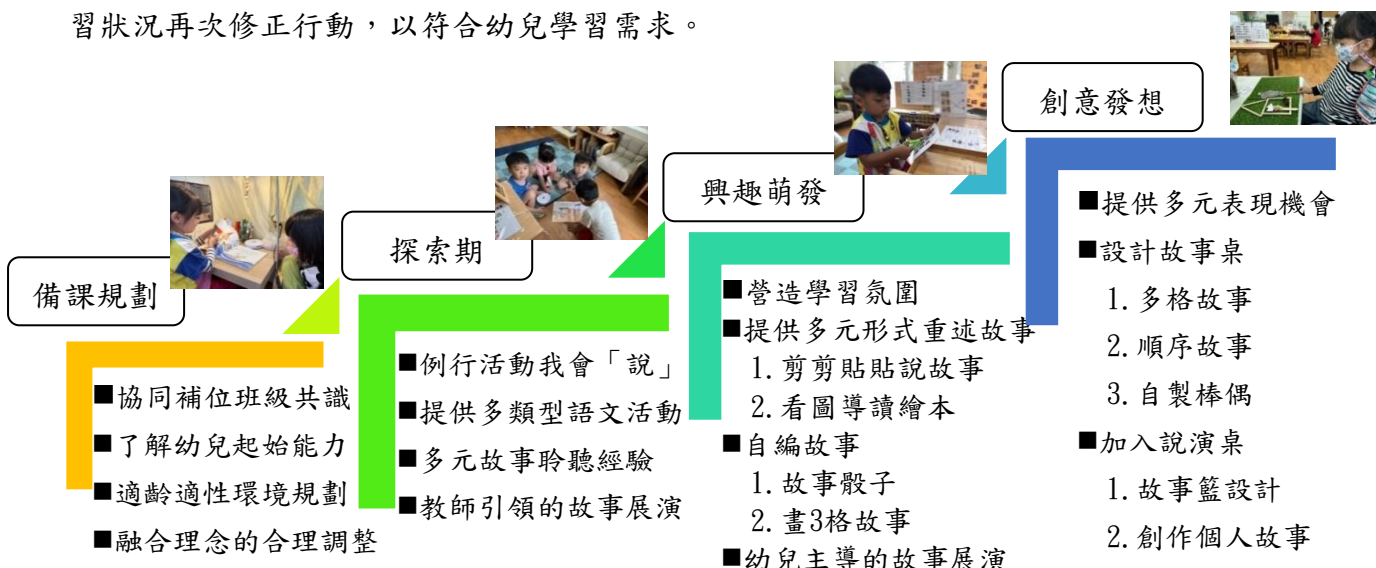 習狀況再次修正行動，以符合幼兒學習需求。
備課規劃
■協同補位班級共識
■了解幼兒起始能力
■適齡適性環境規劃
■融合理念的合理調整
探索期
■例行活動我會「說」
■提供多類型語文活動
■多元故事聆聽經驗
■教師引領的故事展演
興趣萌發
■營造學習氛圍
■提供多元形式重述故事
1.剪剪貼貼說故事
2.看圖導讀繪本
■自編故事
1.故事骰子
2.畫3格故事
■幼兒主導的故事展演
創意發想
■提供多元表現機會
■設計故事桌
1.多格故事
2.順序故事
3.自製棒偶
■加入說演桌
1.故事籃設計
2.創作個人故事